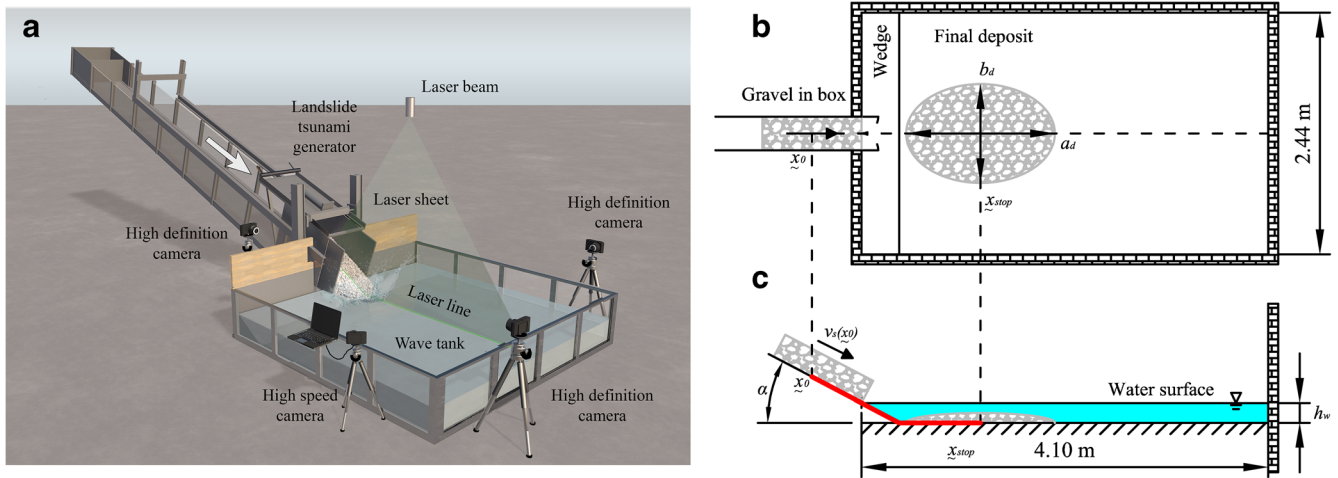 a
Laser beam
Landslide
tsunami
generator
Laser sheet
High definition
camera
High definition
camera
Laser line
Wave tank
High speed
camera
High definition
camera
b
Wedge
Final deposit
b_d
Gravel in box
a_d
x_0
x_stop
2.44 m
c
v_s(x_0)
x_0
α
Water surface
h_w
x_stop
4.10 m